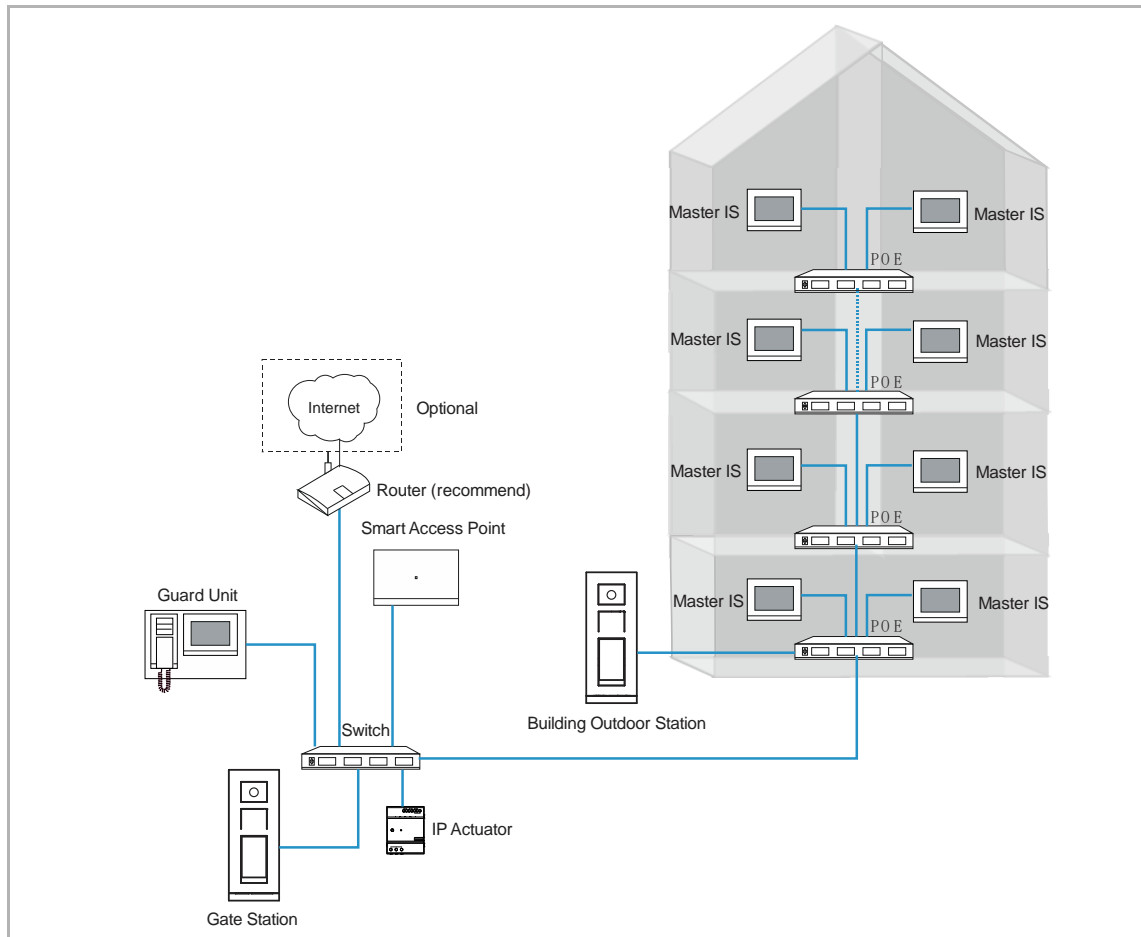 Master IS
Master IS
POE
Master IS
Master IS
POE
Internet
Optional
Master IS
Master IS
Router (recommend)
POE
Smart Access Point
Guard Unit
Master IS
Master IS
POE
Building Outdoor Station
Switch
IP Actuator
Gate Station